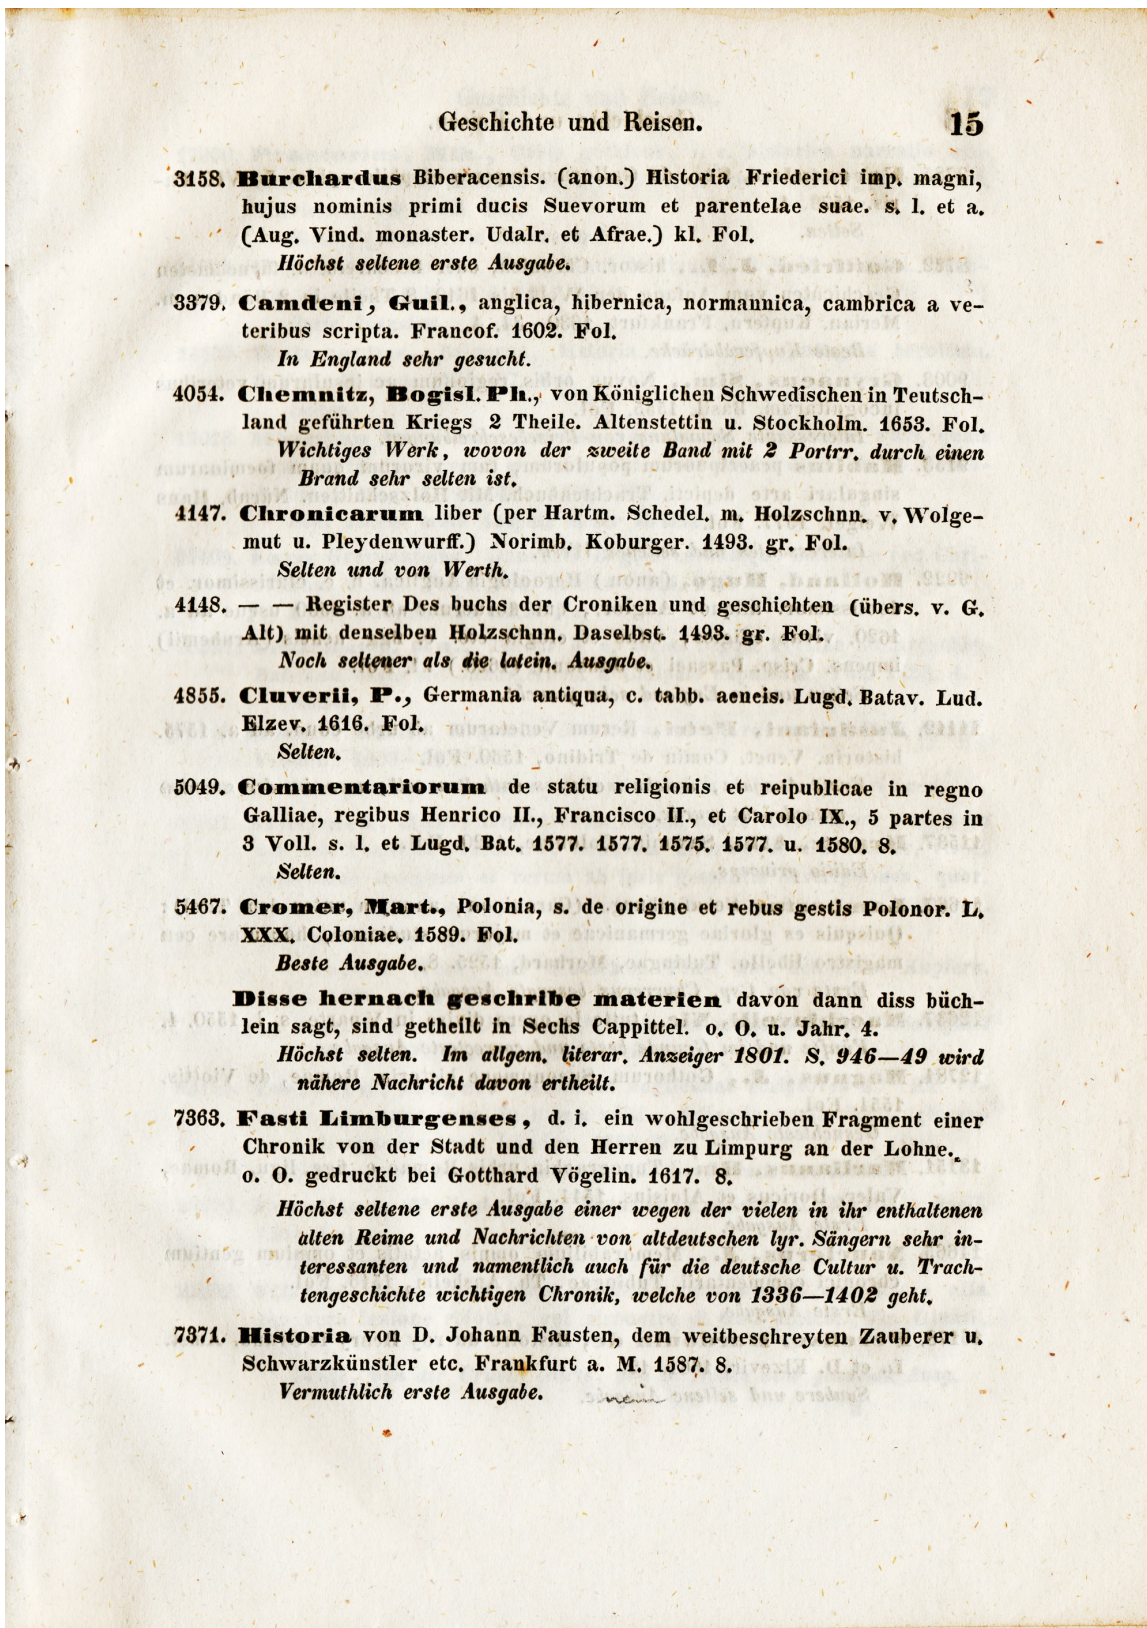 Geschichte und Reisen. 15
3158. Burchardus Biberacensis. (anon.) Historia Friederici imp. magni,
hujus nominis primi ducis Suevorum et parentelae suae. s. l. et a.
(Aug. Vind. monaster. Udalr. et Afrae.) kl. Fol.
Höchst seltene erste Ausgabe.
3379. Camdeni, Guil., anglica, hibernica, normannica, cambrica a ve-
teribus scripta. Francof. 1602. Fol.
In England sehr gesucht.
4054. Chemnitz, Bogisl. Ph., von Königlichen Schwedischen in Teutsch-
land geführten Kriegs 2 Theile. Altenstettin u. Stockholm. 1653. Fol.
Wichtiges Werk, wovon der zweite Band mit 2 Portrr. durch einen
Brand sehr selten ist.
4147. Chronicarum liber (per Hartm. Schedel. m. Holzschnn. v. Wolge-
mut u. Pleydenwurff.) Norimb. Koburger. 1493. gr. Fol.
Selten und von Werth.
4148. — — Register Des buchs der Croniken und geschichten (übers. v. G.
Alt) mit denselben Holzschnn. Daselbst. 1493. gr. Fol.
Noch seltener als die latein. Ausgabe.
4855. Cluverii, P., Germania antiqua, c. tabb. aeneis. Lugd. Batav. Lud.
Elzev. 1616. Fol.
Selten.
5049. Commentariorum de statu religionis et reipublicae in regno
Galliae, regibus Henrico II., Francisco II., et Carolo IX., 5 partes in
3 Voll. s. l. et Lugd. Bat. 1577. 1577. 1575. 1577. u. 1580. 8.
Selten.
5467. Cromer, Mart., Polonia, s. de origine et rebus gestis Polonor. L.
XXX. Coloniae. 1589. Fol.
Beste Ausgabe.
Disse hernach geschribe materien davon dann diss büch-
lein sagt, sind getheilt in Sechs Cappittel. o. O. u. Jahr. 4.
Höchst selten. Im allgem. literar. Anzeiger 1801. S. 946—49 wird
nähere Nachricht davon ertheilt.
7363. Fasti Limburgenses, d. i. ein wohlgeschrieben Fragment einer
Chronik von der Stadt und den Herren zu Limpurg an der Lohne.
o. O. gedruckt bei Gotthard Vögelin. 1617. 8.
Höchst seltene erste Ausgabe einer wegen der vielen in ihr enthaltenen
alten Reime und Nachrichten von altdeutschen lyr. Sängern sehr in-
teressanten und namentlich auch für die deutsche Cultur u. Trach-
tengeschichte wichtigen Chronik, welche von 1336—1402 geht.
7371. Historia von D. Johann Fausten, dem weitbeschreyten Zauberer u.
Schwarzkünstler etc. Frankfurt a. M. 1587. 8.
Vermuthlich erste Ausgabe. nein